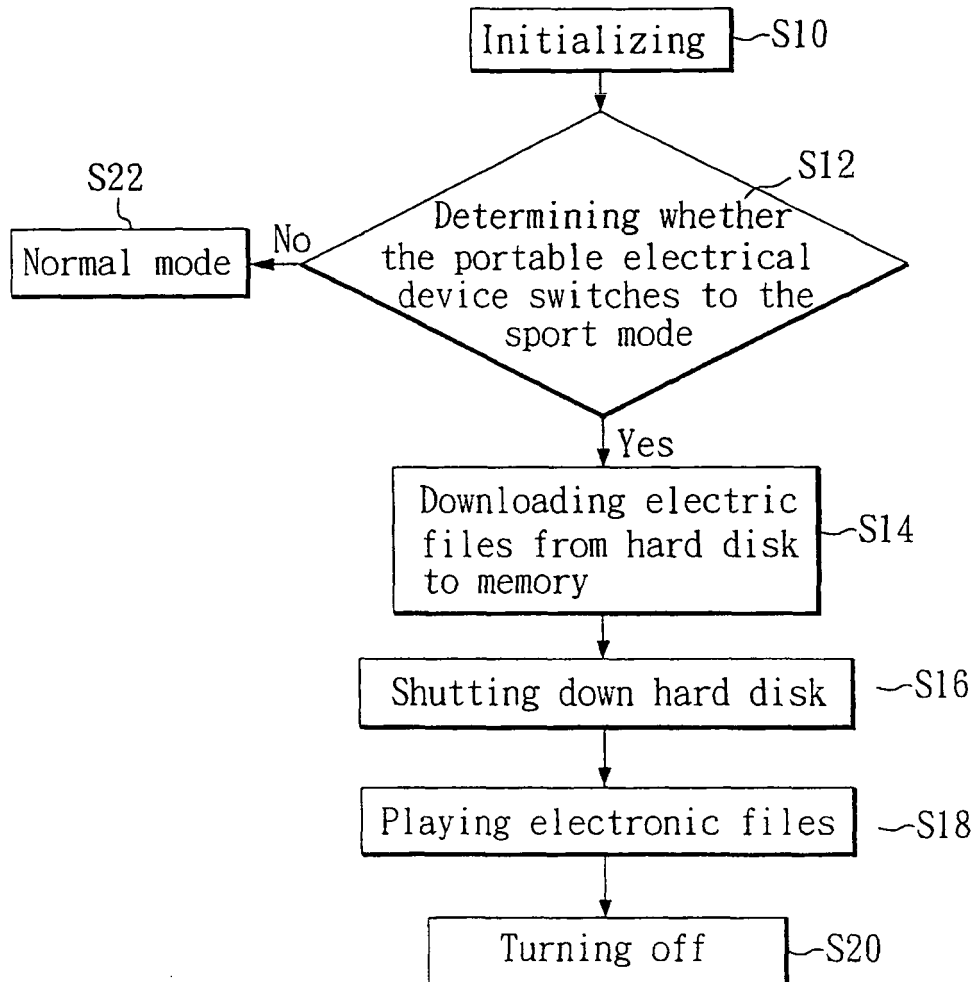 Initializing
S10
S12
Determining whether
the portable electrical
device switches to the
sport mode
S22
Normal mode
No
Yes
Downloading electric
files from hard disk
to memory
S14
Shutting down hard disk
S16
Playing electronic files
S18
Turning off
S20